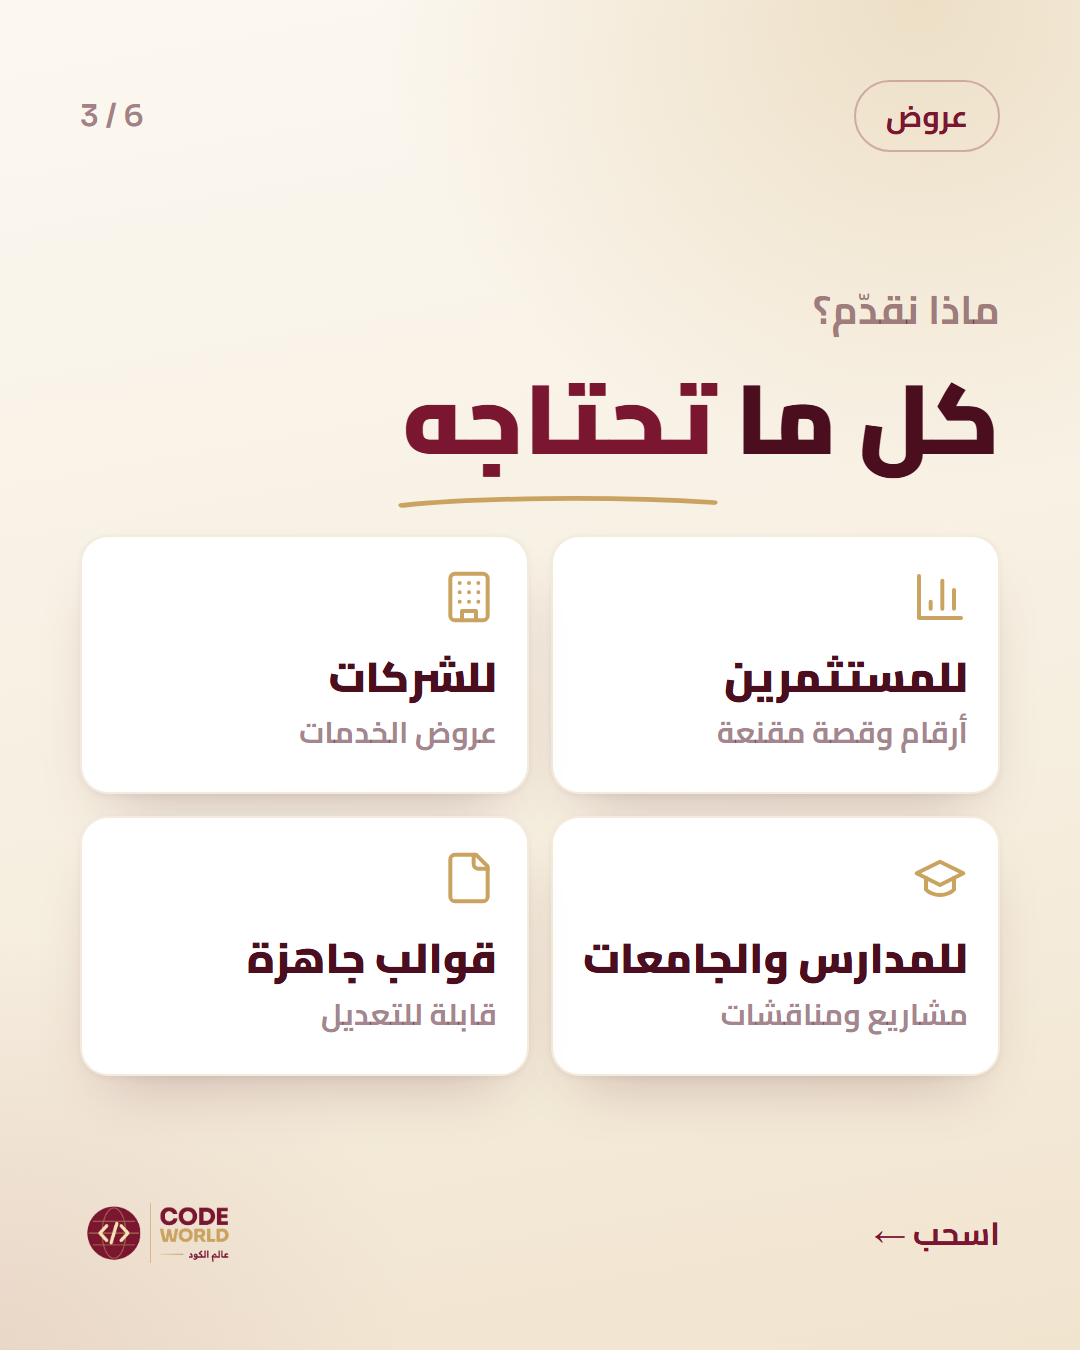 عروض
3 / 6
ماذا نقدّم؟
كل ما تحتاجه
للمستثمرين
أرقام وقصة مقنعة
للشركات
عروض الخدمات
للمدارس والجامعات
مشاريع ومناقشات
قوالب جاهزة
قابلة للتعديل
اسحب ←
CODE
WORLD
عالم الكود